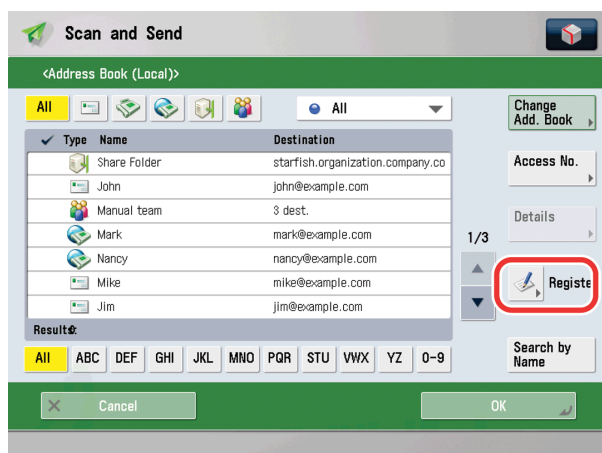 Scan and Send
<Address Book (Local)>
All
All
Change
Add. Book
Type Name Destination
Share Folder starfish.organization.company.co
John john@example.com
Manual team 3 dest.
Mark mark@example.com
Nancy nancy@example.com
Mike mike@example.com
Jim jim@example.com
Access No.
Details
1/3
Registe
Results:
All ABC DEF GHI JKL MNO PQR STU VWX YZ 0-9
Search by
Name
Cancel
OK